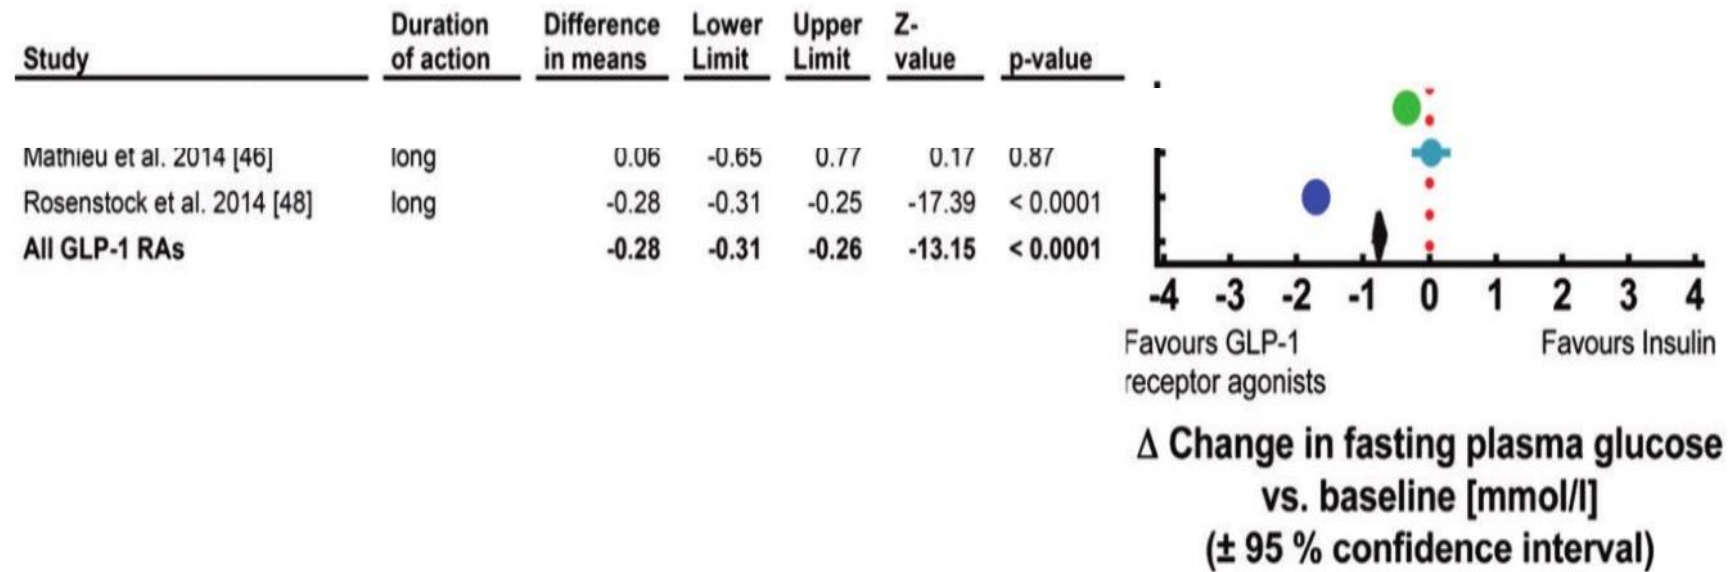 Study Duration of action Difference in means Lower Limit Upper Limit Z-value p-value
Mathieu et al. 2014 [46] long 0.06 -0.65 0.77 0.17 0.87
Rosenstock et al. 2014 [48] long -0.28 -0.31 -0.25 -17.39 < 0.0001
All GLP-1 RAs -0.28 -0.31 -0.26 -13.15 < 0.0001
-4 -3 -2 -1 0 1 2 3 4
Favours GLP-1 receptor agonists
Favours Insulin
Δ Change in fasting plasma glucose
vs. baseline [mmol/l]
(± 95 % confidence interval)